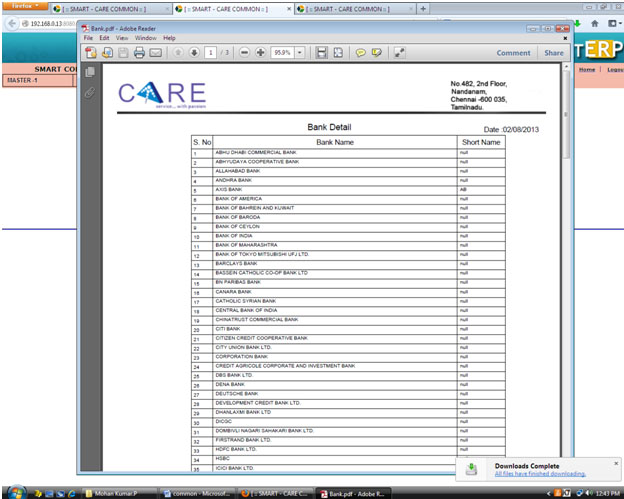 Firefox
[ :: SMART - CARE COMMON :: ]
[ :: SMART - CARE COMMON :: ]
[ :: SMART - CARE COMMON :: ]
192.168.0.13
Bank.pdf - Adobe Reader
File Edit View Window Help
1 / 3 95.9% Comment Share
TERP
SMART CO
Home | Logou
MASTER -1
CARE
service... with passion
No.462, 2nd Floor,
Nandanam,
Chennai -600 035,
Tamilnadu.
Bank Detail
Date :02/08/2013
S. No Bank Name Short Name
1 ABHU DHABI COMMERCIAL BANK null
2 ABHYUDAYA COOPERATIVE BANK null
3 ALLAHABAD BANK null
4 ANDHRA BANK null
5 AXIS BANK AB
6 BANK OF AMERICA null
7 BANK OF BAHREIN AND KUWAIT null
8 BANK OF BARODA null
9 BANK OF CEYLON null
10 BANK OF INDIA null
11 BANK OF MAHARASHTRA null
12 BANK OF TOKYO MITSUBISHI UFJ LTD. null
13 BARCLAYS BANK null
14 BASSEIN CATHOLIC CO-OP BANK LTD null
15 BN PARIBAS BANK null
16 CANARA BANK null
17 CATHOLIC SYRIAN BANK null
18 CENTRAL BANK OF INDIA null
19 CHINATRUST COMMERCIAL BANK null
20 CITI BANK null
21 CITIZEN CREDIT COOPERATIVE BANK null
22 CITY UNION BANK LTD. null
23 CORPORATION BANK null
24 CREDIT AGRICOLE CORPORATE AND INVESTMENT BANK null
25 DBS BANK LTD. null
26 DENA BANK null
27 DEUTSCHE BANK null
28 DEVELOPMENT CREDIT BANK LTD. null
29 DHANLAXMI BANK LTD null
30 DICGC null
31 DOMBIVLI NAGARI SAHAKARI BANK LTD. null
32 FIRSTRAND BANK LTD. null
33 HDFC BANK LTD. null
34 HSBC null
35 ICICI BANK LTD null
Downloads Complete
All files have finished downloading.
Mohan Kumar.P
common - Microsof...
[ :: SMART - CARE C...
Bank.pdf - Adobe R...
12:43 PM